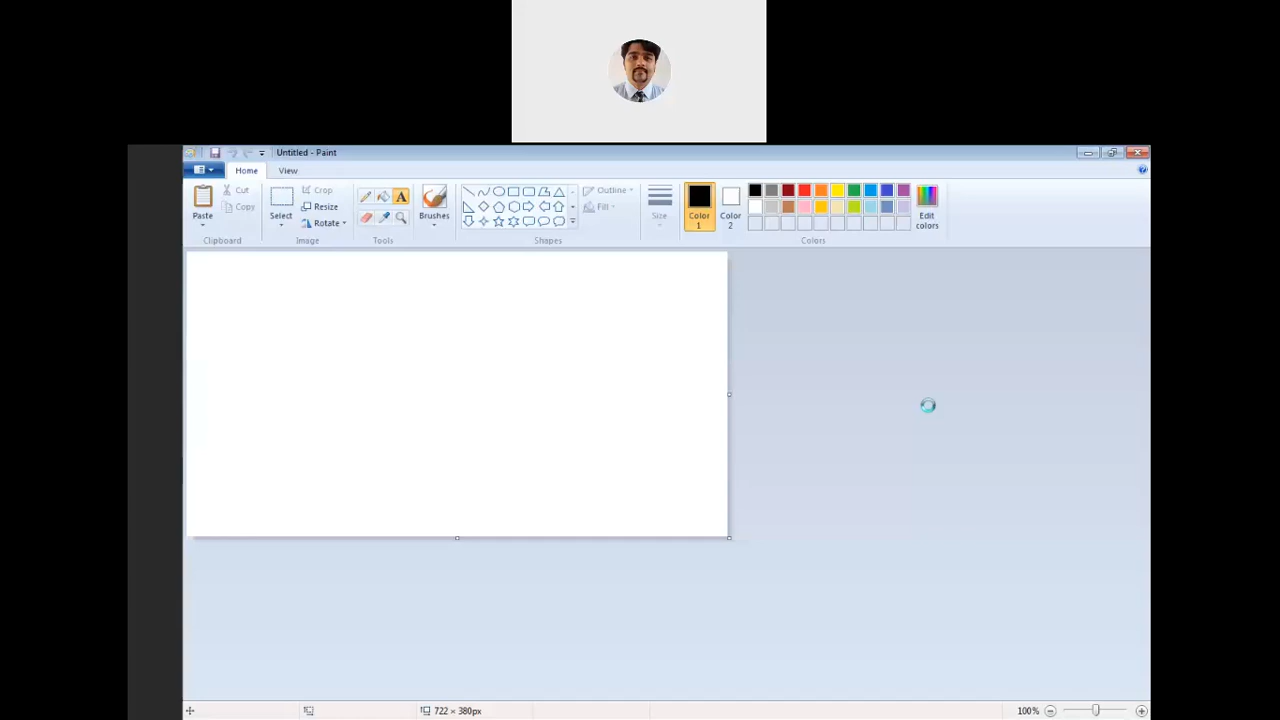 Untitled - Paint
Home View
Paste
Cut
Copy
Clipboard
Select
Crop
Resize
Rotate
Image
A
Tools
Brushes
Shapes
Outline
Fill
Size
Color 1
Color 2
Edit colors
Colors
722 × 380px
100%